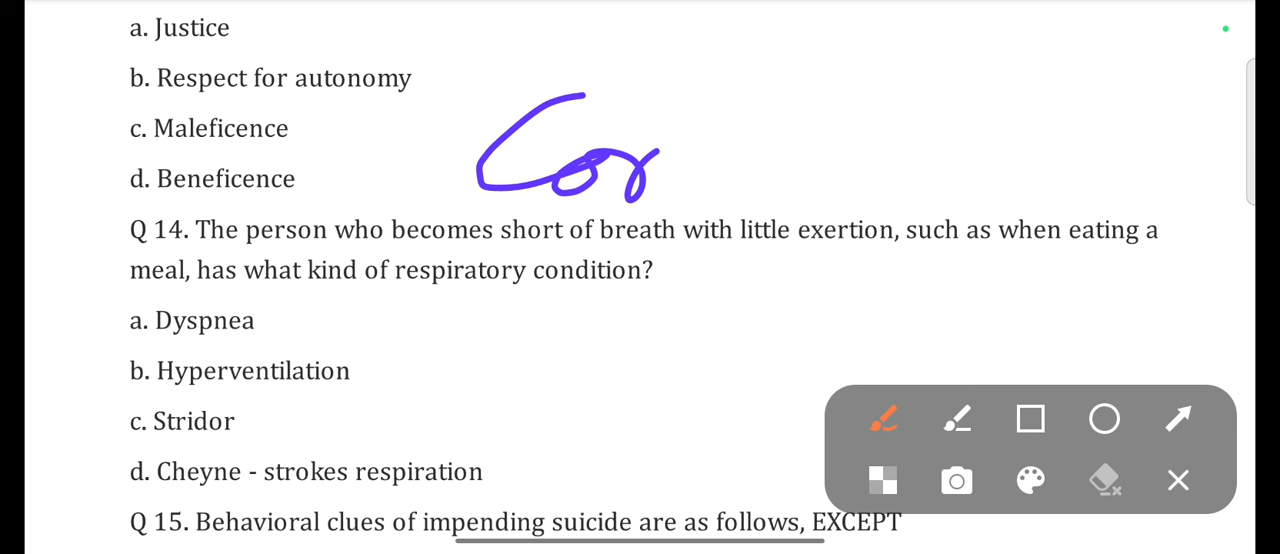 a. Justice
b. Respect for autonomy
c. Maleficence
Cor
d. Beneficence
Q 14. The person who becomes short of breath with little exertion, such as when eating a
meal, has what kind of respiratory condition?
a. Dyspnea
b. Hyperventilation
c. Stridor
d. Cheyne - strokes respiration
Q 15. Behavioral clues of impending suicide are as follows, EXCEPT